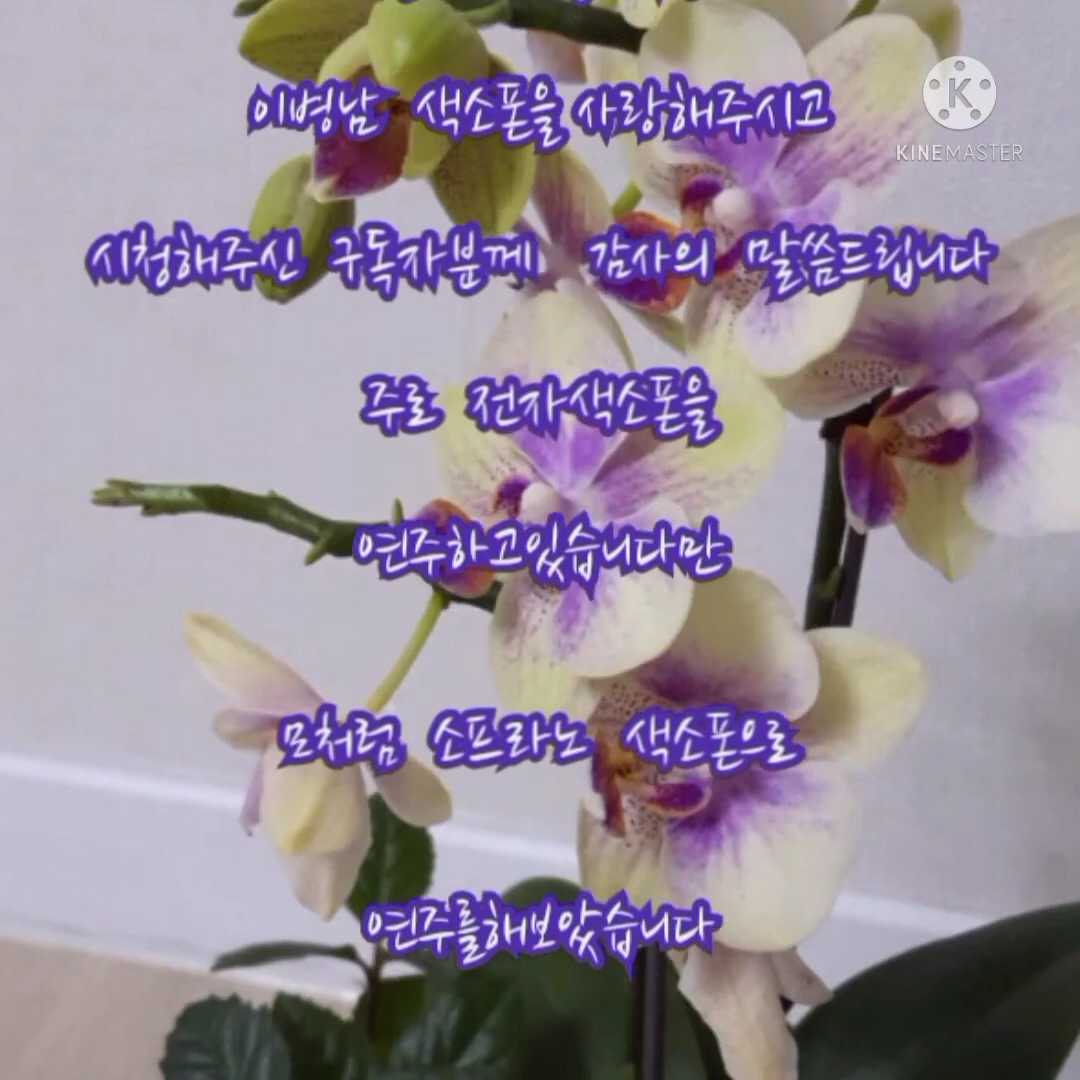 이병남 색소폰을 사랑해주시고
K
KINEMASTER
시청해주신 구독자분께 감사의 말씀드립니다
주로 전자색소폰을
연주하고있습니다만
모처럼 소프라노 색소폰으로
연주를해보았습니다